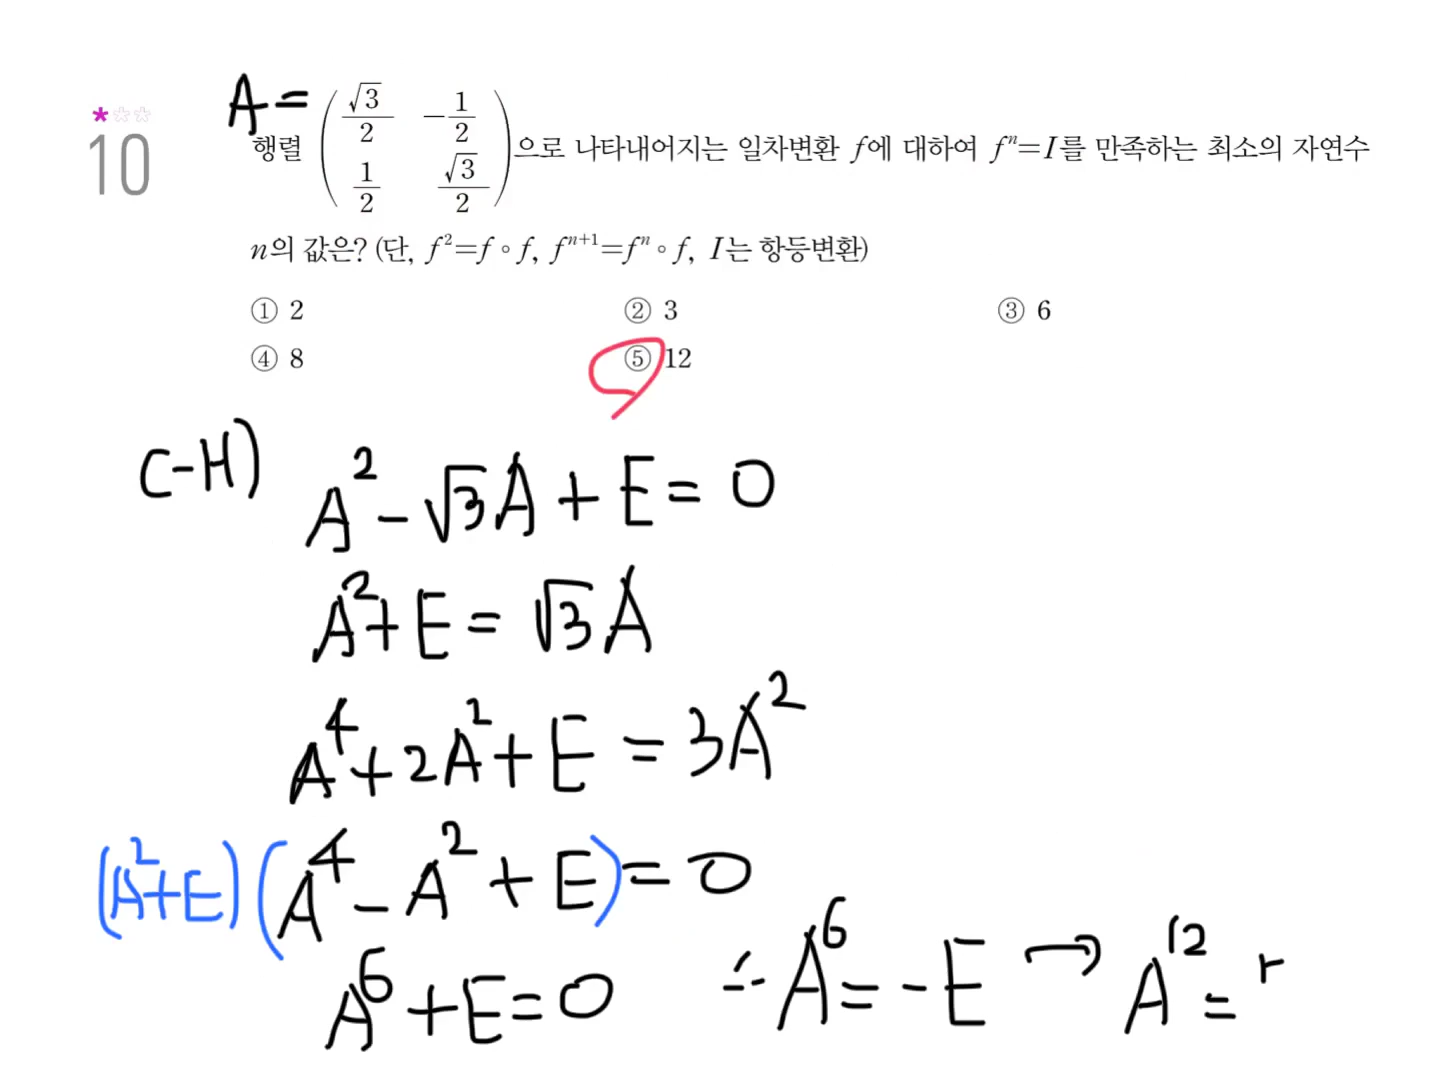 10
A = 행렬 (√3/2 -1/2 1/2 √3/2)으로 나타내어지는 일차변환 f에 대하여 fⁿ=I를 만족하는 최소의 자연수
n의 값은? (단, f²=f∘f, fⁿ⁺¹=fⁿ∘f, I는 항등변환)
① 2 ② 3 ③ 6
④ 8 ⑤ 12
C-H) A² - √3A + E = 0
A² + E = √3A
A⁴ + 2A² + E = 3A²
(A²+E)(A⁴ - A² + E) = 0
A⁶ + E = 0 ∴ A⁶ = -E → A¹² =